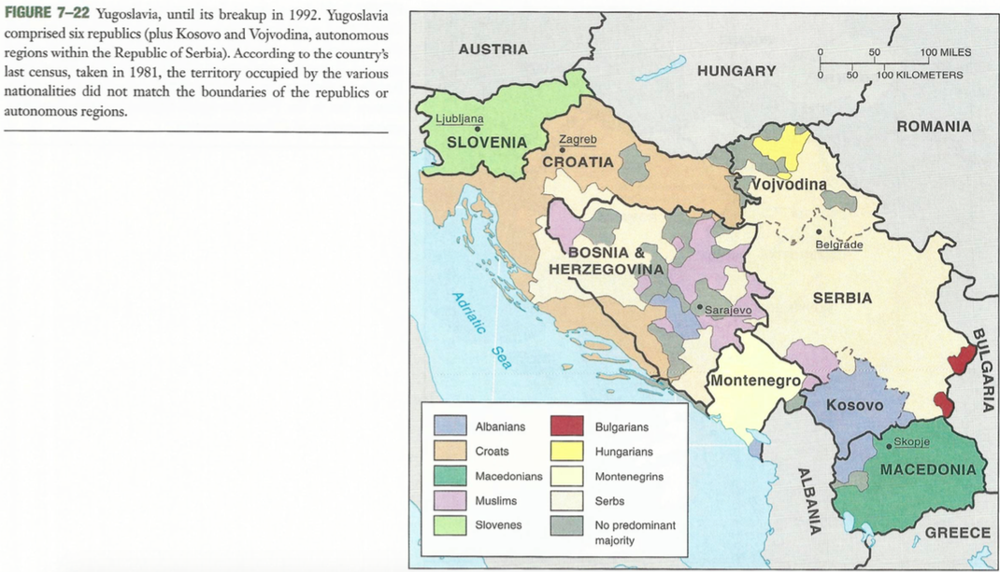 FIGURE 7–22 Yugoslavia, until its breakup in 1992. Yugoslavia
comprised six republics (plus Kosovo and Vojvodina, autonomous
regions within the Republic of Serbia). According to the country's
last census, taken in 1981, the territory occupied by the various
nationalities did not match the boundaries of the republics or
autonomous regions.
AUSTRIA
HUNGARY
0 50 100 MILES
0 50 100 KILOMETERS
ROMANIA
Ljubljana
SLOVENIA
Zagreb
CROATIA
Vojvodina
Belgrade
BOSNIA &
HERZEGOVINA
SERBIA
Sarajevo
Adriatic Sea
BULGARIA
Montenegro
Kosovo
Skopje
MACEDONIA
ALBANIA
GREECE
Albanians
Croats
Macedonians
Muslims
Slovenes
Bulgarians
Hungarians
Montenegrins
Serbs
No predominant
majority